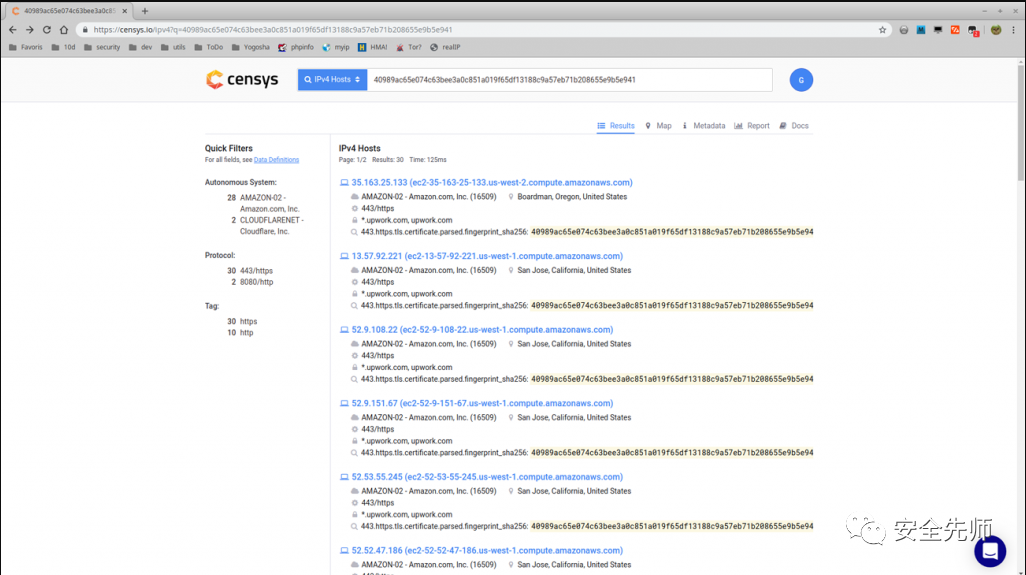 40989ac65e074c63bee3a0c85
https://censys.io/ipv4?q=40989ac65e074c63bee3a0c851a019f65df13188c9a57eb71b208655e9b5e941
Favoris 10d security dev utils ToDo Yogosha phpinfo myip HMA! Tor? realIP
censys
IPv4 Hosts
40989ac65e074c63bee3a0c851a019f65df13188c9a57eb71b208655e9b5e941
G
Results Map Metadata Report Docs
Quick Filters
For all fields, see Data Definitions
Autonomous System:
28 AMAZON-02 -
Amazon.com, Inc.
2 CLOUDFLARENET -
Cloudflare, Inc.
Protocol:
30 443/https
2 8080/http
Tag:
30 https
10 http
IPv4 Hosts
Page: 1/2 Results: 30 Time: 125ms
35.163.25.133 (ec2-35-163-25-133.us-west-2.compute.amazonaws.com)
AMAZON-02 - Amazon.com, Inc. (16509) Boardman, Oregon, United States
443/https
*.upwork.com, upwork.com
443.https.tls.certificate.parsed.fingerprint_sha256: 40989ac65e074c63bee3a0c851a019f65df13188c9a57eb71b208655e9b5e94
13.57.92.221 (ec2-13-57-92-221.us-west-1.compute.amazonaws.com)
AMAZON-02 - Amazon.com, Inc. (16509) San Jose, California, United States
443/https
*.upwork.com, upwork.com
443.https.tls.certificate.parsed.fingerprint_sha256: 40989ac65e074c63bee3a0c851a019f65df13188c9a57eb71b208655e9b5e94
52.9.108.22 (ec2-52-9-108-22.us-west-1.compute.amazonaws.com)
AMAZON-02 - Amazon.com, Inc. (16509) San Jose, California, United States
443/https
*.upwork.com, upwork.com
443.https.tls.certificate.parsed.fingerprint_sha256: 40989ac65e074c63bee3a0c851a019f65df13188c9a57eb71b208655e9b5e94
52.9.151.67 (ec2-52-9-151-67.us-west-1.compute.amazonaws.com)
AMAZON-02 - Amazon.com, Inc. (16509) San Jose, California, United States
443/https
*.upwork.com, upwork.com
443.https.tls.certificate.parsed.fingerprint_sha256: 40989ac65e074c63bee3a0c851a019f65df13188c9a57eb71b208655e9b5e94
52.53.55.245 (ec2-52-53-55-245.us-west-1.compute.amazonaws.com)
AMAZON-02 - Amazon.com, Inc. (16509) San Jose, California, United States
443/https
*.upwork.com, upwork.com
443.https.tls.certificate.parsed.fingerprint_sha256: 40989ac65e074c63bee3a0c851a019f65df13188c9a57eb71b208655e9b5e94
52.52.47.186 (ec2-52-52-47-186.us-west-1.compute.amazonaws.com)
AMAZON-02 - Amazon.com, Inc. (16509) San Jose, California, United States
安全先师